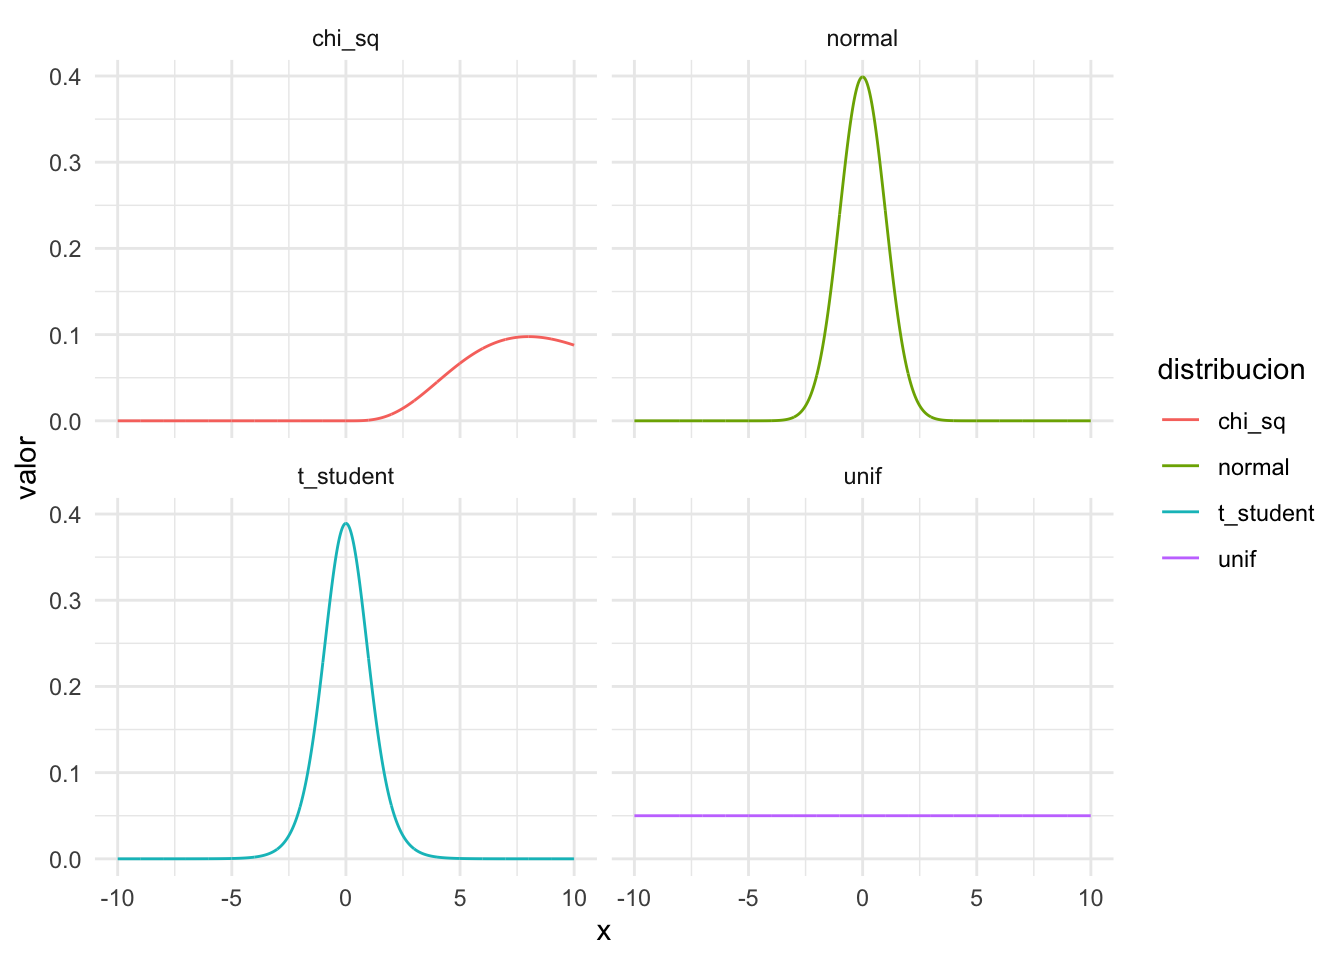 chi_sq
normal
0.4
0.3
0.2
0.1
0.0
t_student
unif
0.4
0.3
0.2
0.1
0.0
-10 -5 0 5 10
-10 -5 0 5 10
x
valor
distribucion
chi_sq
normal
t_student
unif